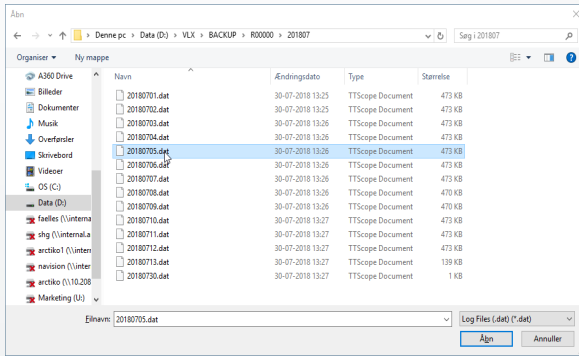 Åbn
Denne pc > Data (D:) > VLX > BACKUP > R00000 > 201807
Søg i 201807
Organiser
Ny mappe
A360 Drive
Billeder
Dokumenter
Musik
Overførsler
Skrivebord
Videoer
OS (C:)
Data (D:)
faelles (\\interna
shg (\\internal.a
arctiko1 (\\intern
navision (\\inter
arctiko (\\10.208
Marketing (U:)
Navn Ændringsdato Type Størrelse
20180701.dat 30-07-2018 13:25 TTScope Document 473 KB
20180702.dat 30-07-2018 13:25 TTScope Document 473 KB
20180703.dat 30-07-2018 13:26 TTScope Document 473 KB
20180704.dat 30-07-2018 13:26 TTScope Document 473 KB
20180705.dat 30-07-2018 13:26 TTScope Document 473 KB
20180706.dat 30-07-2018 13:26 TTScope Document 473 KB
20180707.dat 30-07-2018 13:26 TTScope Document 473 KB
20180708.dat 30-07-2018 13:26 TTScope Document 470 KB
20180709.dat 30-07-2018 13:26 TTScope Document 470 KB
20180710.dat 30-07-2018 13:27 TTScope Document 473 KB
20180711.dat 30-07-2018 13:27 TTScope Document 473 KB
20180712.dat 30-07-2018 13:27 TTScope Document 473 KB
20180713.dat 30-07-2018 13:27 TTScope Document 139 KB
20180730.dat 30-07-2018 13:27 TTScope Document 1 KB
Filnavn: 20180705.dat
Log Files (.dat) (*.dat)
Åbn
Annuller